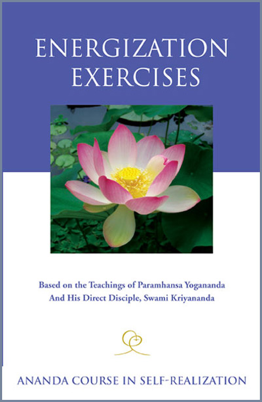 ENERGIZATION
EXERCISES
Based on the Teachings of Paramhansa Yogananda
And His Direct Disciple, Swami Kriyananda
ANANDA COURSE IN SELF-REALIZATION